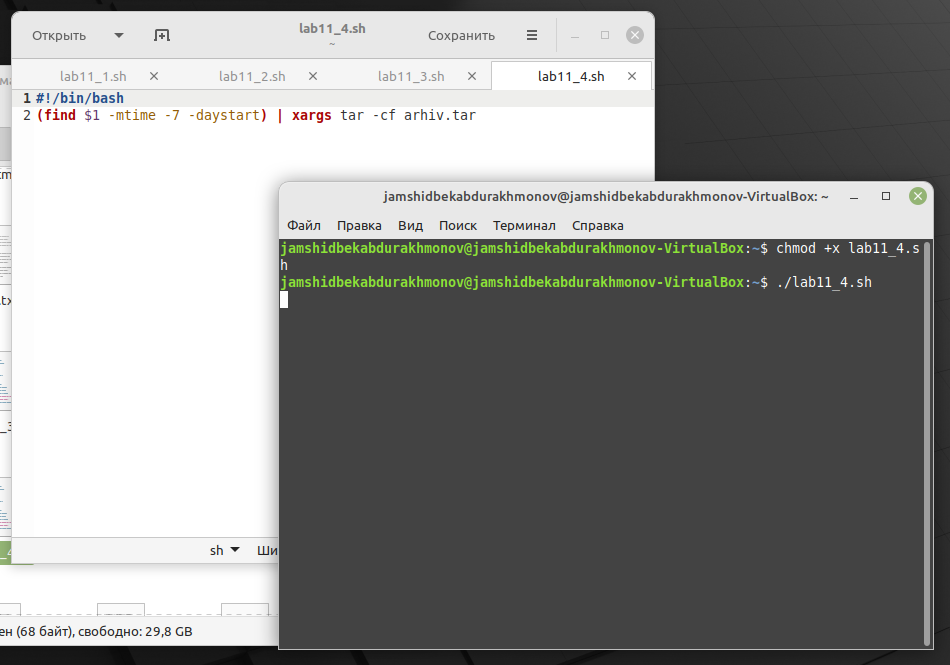 Открыть
lab11_4.sh
~
Сохранить
lab11_1.sh
lab11_2.sh
lab11_3.sh
lab11_4.sh
1 #!/bin/bash
2 (find $1 -mtime -7 -daystart) | xargs tar -cf arhiv.tar
jamshidbekabdurakhmonov@jamshidbekabdurakhmonov-VirtualBox: ~
Файл Правка Вид Поиск Терминал Справка
jamshidbekabdurakhmonov@jamshidbekabdurakhmonov-VirtualBox:~$ chmod +x lab11_4.s
h
jamshidbekabdurakhmonov@jamshidbekabdurakhmonov-VirtualBox:~$ ./lab11_4.sh
sh
Ши
ен (68 байт), свободно: 29,8 GB